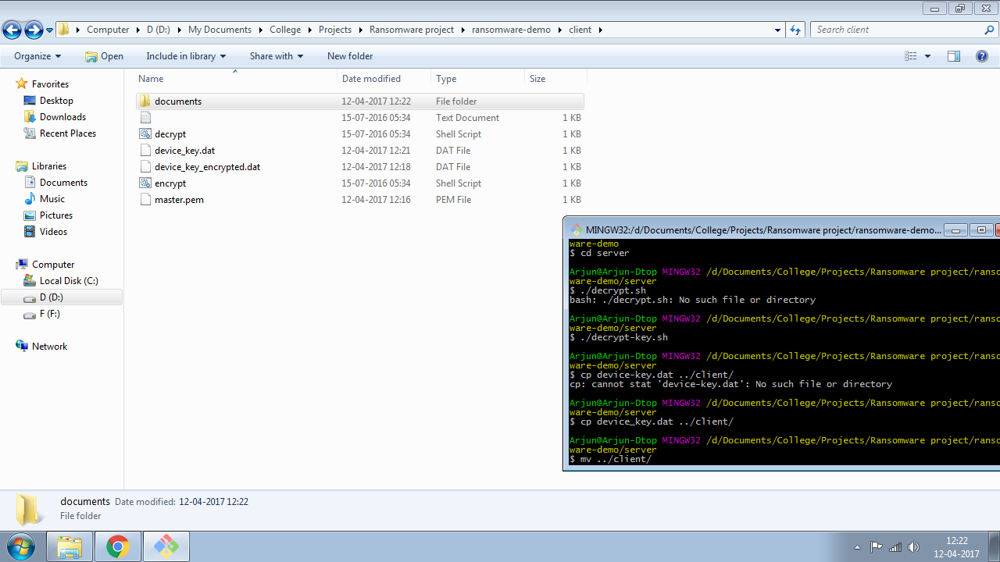 Computer D (D:) My Documents College Projects Ransomware project ransomware-demo client Search client
Organize Open Include in library Share with New folder
Name Date modified Type Size
Favorites
Desktop
Downloads
Recent Places
Libraries
Documents
Music
Pictures
Videos
Computer
Local Disk (C:)
D (D:)
F (F:)
Network
documents 12-04-2017 12:22 File folder
15-07-2016 05:34 Text Document 1 KB
decrypt 15-07-2016 05:34 Shell Script 1 KB
device_key.dat 12-04-2017 12:21 DAT File 1 KB
device_key_encrypted.dat 12-04-2017 12:18 DAT File 1 KB
encrypt 15-07-2016 05:34 Shell Script 1 KB
master.pem 12-04-2017 12:16 PEM File 1 KB
MINGW32:/d/Documents/College/Projects/Ransomware project/ransomware-demo...
ware-demo
$ cd server
Arjun@Arjun-Dtop MINGW32 /d/Documents/College/Projects/Ransomware project/ranso
ware-demo/server
$ ./decrypt.sh
bash: ./decrypt.sh: No such file or directory
Arjun@Arjun-Dtop MINGW32 /d/Documents/College/Projects/Ransomware project/ranso
ware-demo/server
$ ./decrypt-key.sh
Arjun@Arjun-Dtop MINGW32 /d/Documents/College/Projects/Ransomware project/ranso
ware-demo/server
$ cp device-key.dat ../client/
cp: cannot stat 'device-key.dat': No such file or directory
Arjun@Arjun-Dtop MINGW32 /d/Documents/College/Projects/Ransomware project/ranso
ware-demo/server
$ cp device_key.dat ../client/
Arjun@Arjun-Dtop MINGW32 /d/Documents/College/Projects/Ransomware project/ranso
ware-demo/server
$ mv ../client/
documents Date modified: 12-04-2017 12:22
File folder
12:22
12-04-2017